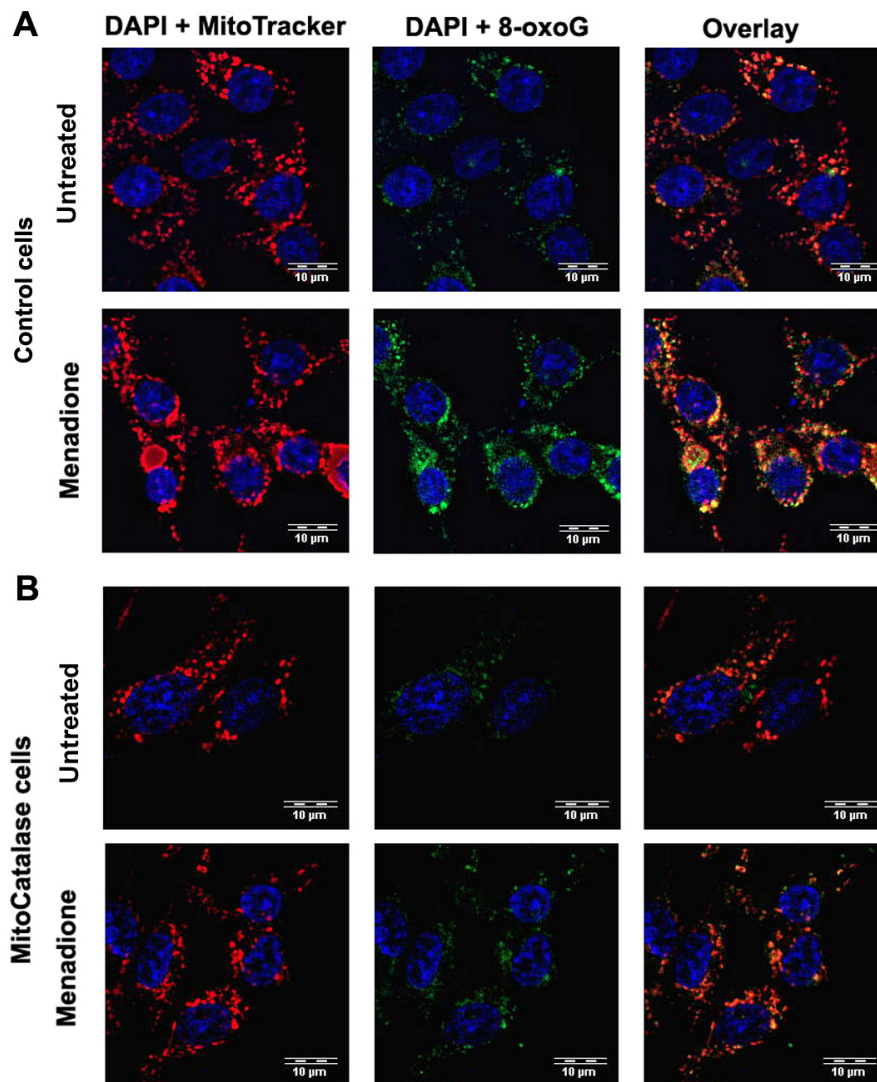 A
DAPI + MitoTracker
DAPI + 8-oxoG
Overlay
Control cells
Untreated
10 µm
10 µm
10 µm
Menadione
10 µm
10 µm
10 µm
B
MitoCatalase cells
Untreated
10 µm
10 µm
10 µm
Menadione
10 µm
10 µm
10 µm